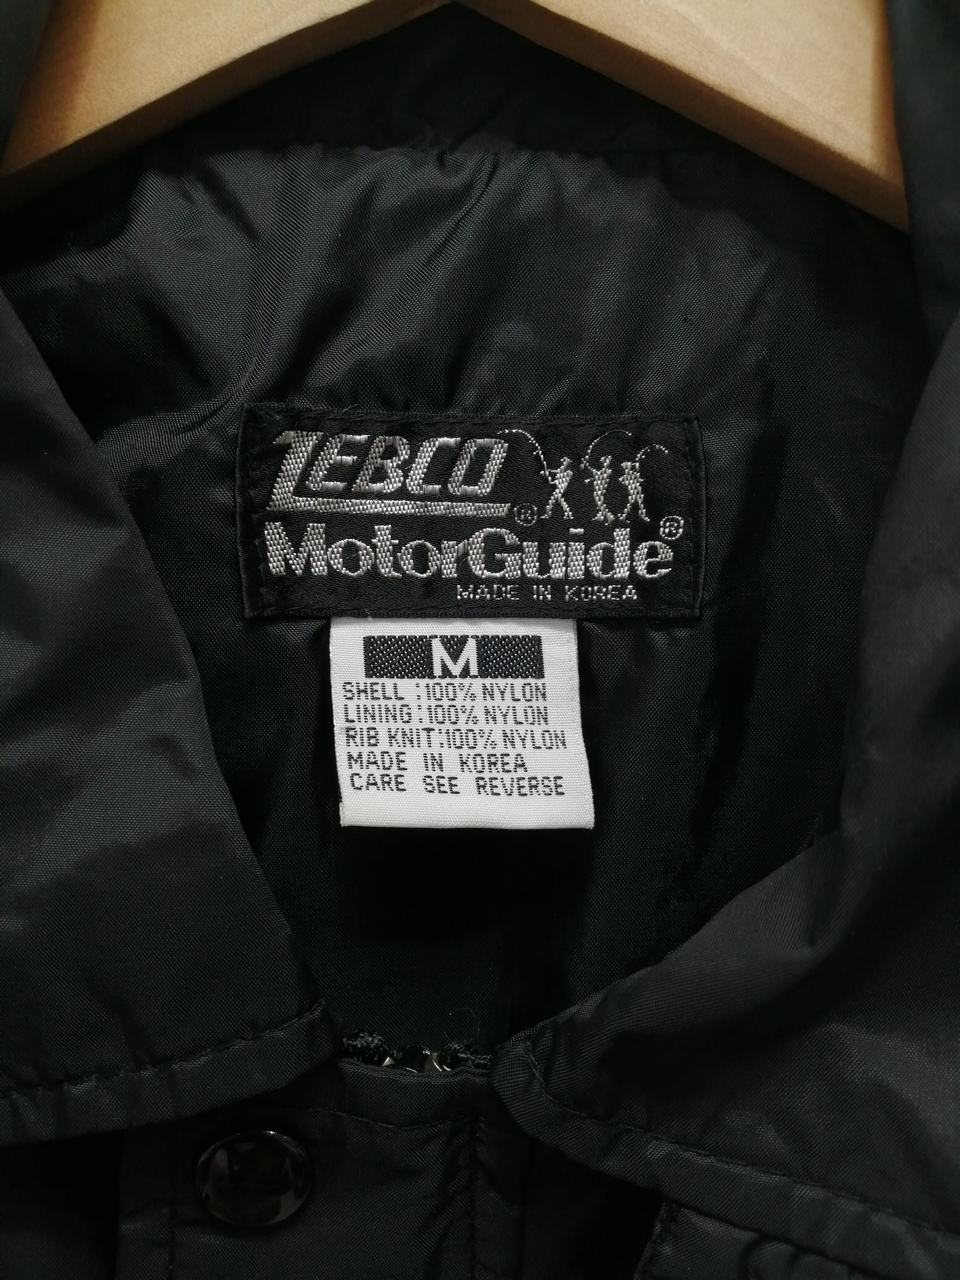 ZEBCO®
MotorGuide®
MADE IN KOREA
M
SHELL :100% NYLON
LINING :100% NYLON
RIB KNIT:100% NYLON
MADE IN KOREA
CARE SEE REVERSE